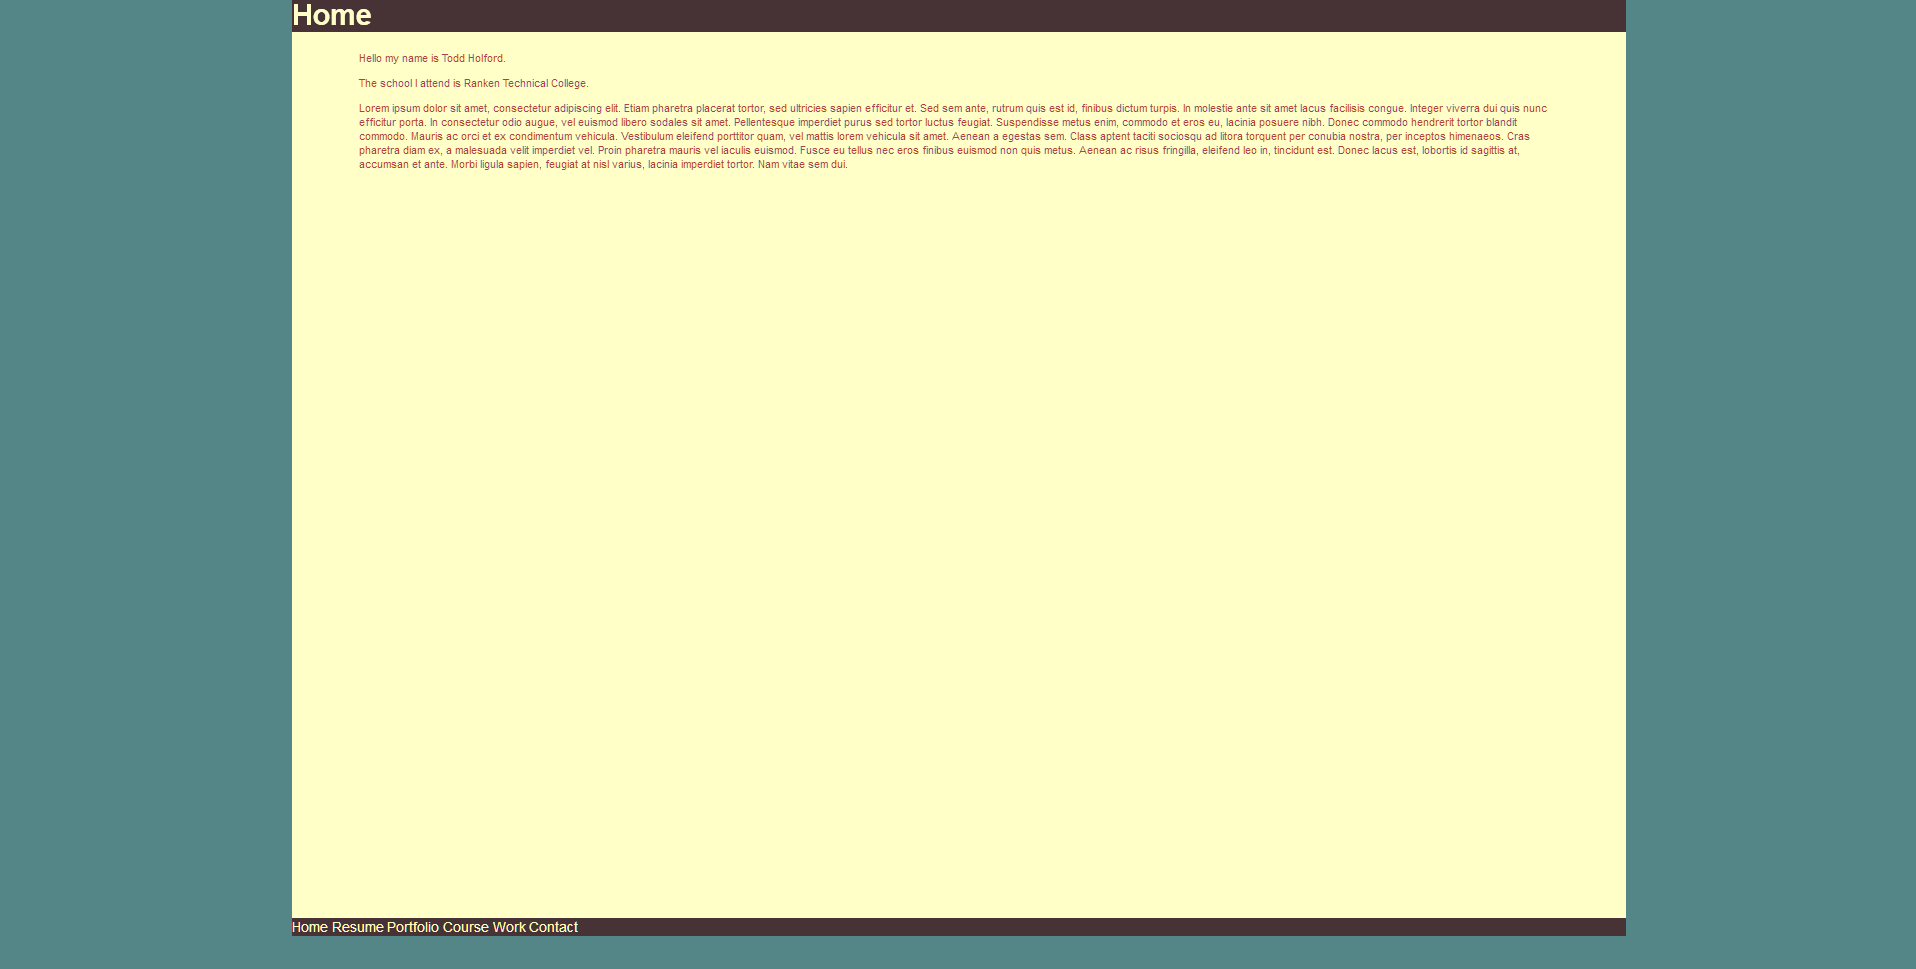 Home
Hello my name is Todd Holford.
The school I attend is Ranken Technical College.
Lorem ipsum dolor sit amet, consectetur adipiscing elit. Etiam pharetra placerat tortor, sed ultricies sapien efficitur et. Sed sem ante, rutrum quis est id, finibus dictum turpis. In molestie ante sit amet lacus facilisis congue. Integer viverra dui quis nunc
efficitur porta. In consectetur odio augue, vel euismod libero sodales sit amet. Pellentesque imperdiet purus sed tortor luctus feugiat. Suspendisse metus enim, commodo et eros eu, lacinia posuere nibh. Donec commodo hendrerit tortor blandit
commodo. Mauris ac orci et ex condimentum vehicula. Vestibulum eleifend porttitor quam, vel mattis lorem vehicula sit amet. Aenean a egestas sem. Class aptent taciti sociosqu ad litora torquent per conubia nostra, per inceptos himenaeos. Cras
pharetra diam ex, a malesuada velit imperdiet vel. Proin pharetra mauris vel iaculis euismod. Fusce eu tellus nec eros finibus euismod non quis metus. Aenean ac risus fringilla, eleifend leo in, tincidunt est. Donec lacus est, lobortis id sagittis at,
accumsan et ante. Morbi ligula sapien, feugiat at nisl varius, lacinia imperdiet tortor. Nam vitae sem dui.
Home Resume Portfolio Course Work Contact